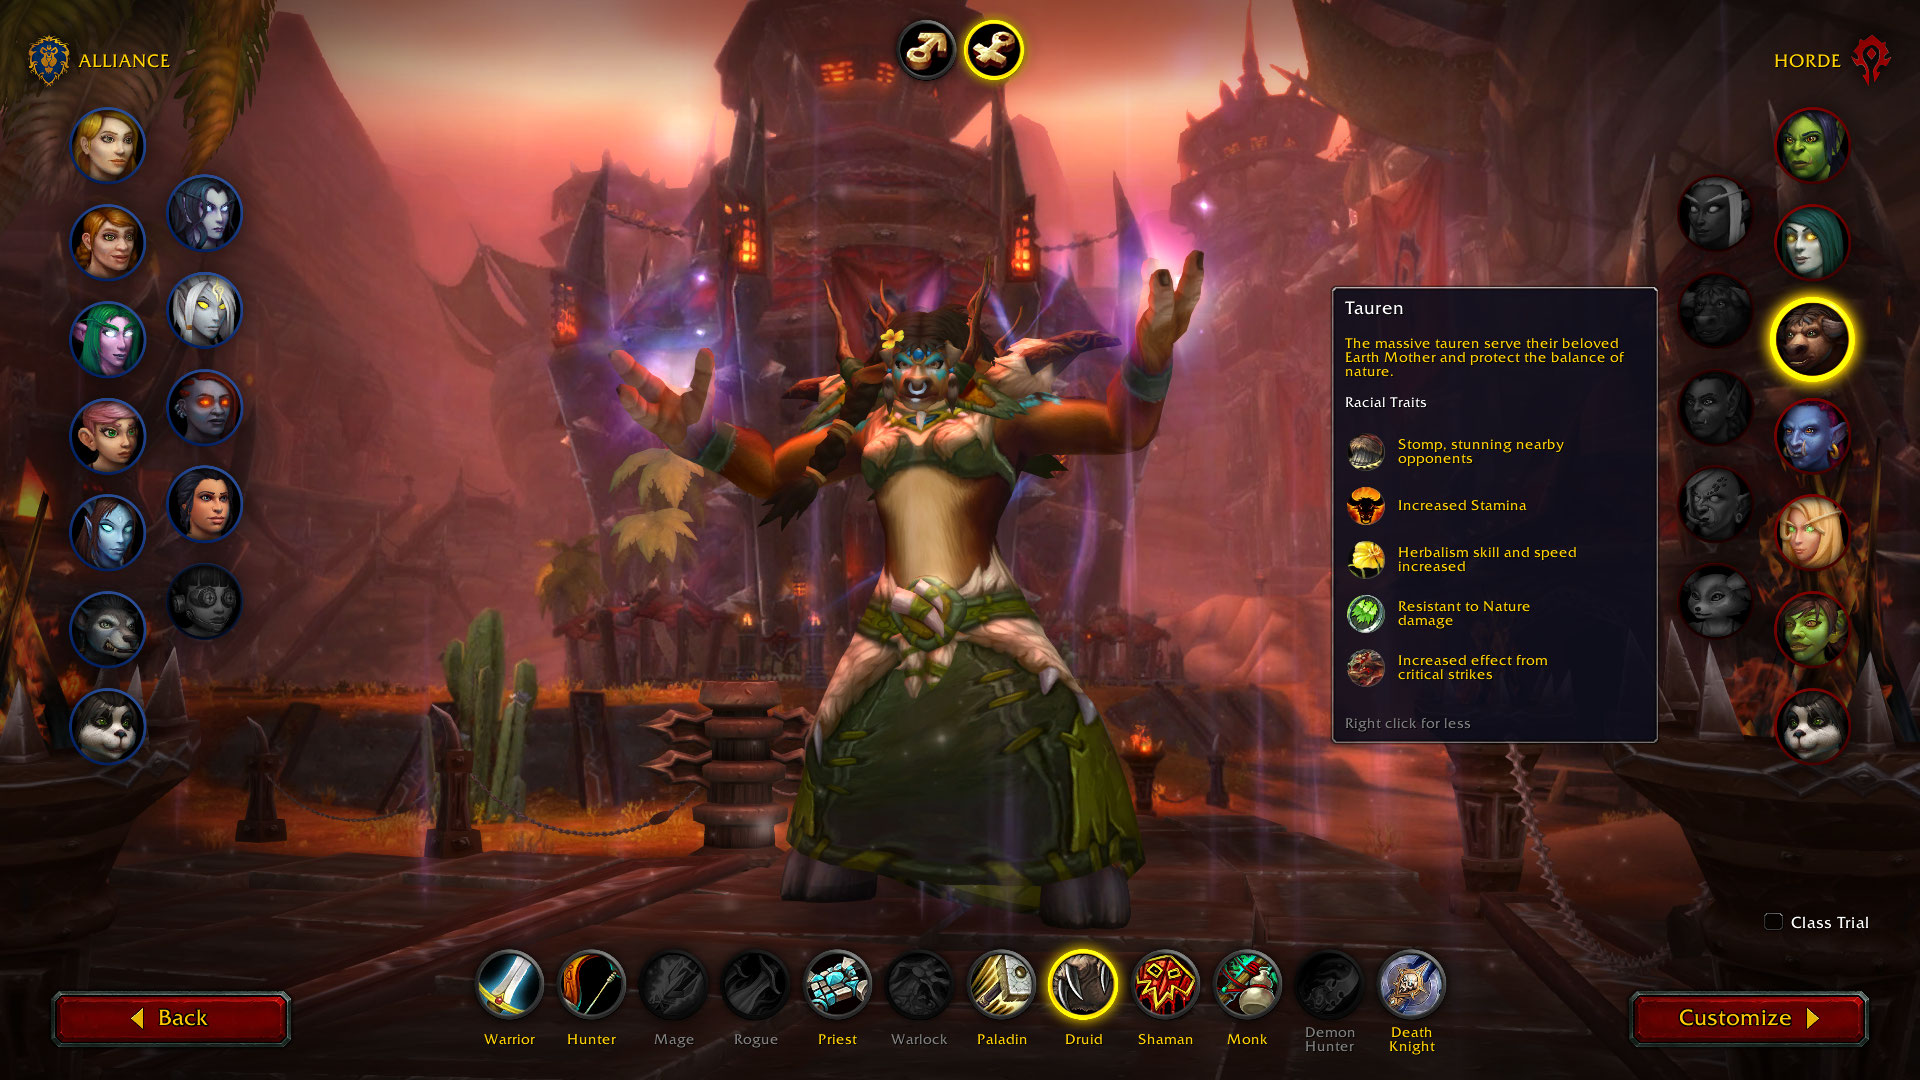 ALLIANCE
HORDE
Tauren
The massive tauren serve their beloved
Earth Mother and protect the balance of
nature.
Racial Traits
Stomp, stunning nearby
opponents
Increased Stamina
Herbalism skill and speed
increased
Resistant to Nature
damage
Increased effect from
critical strikes
Right click for less
Class Trial
Back
Warrior
Hunter
Mage
Rogue
Priest
Warlock
Paladin
Druid
Shaman
Monk
Demon
Hunter
Death
Knight
Customize